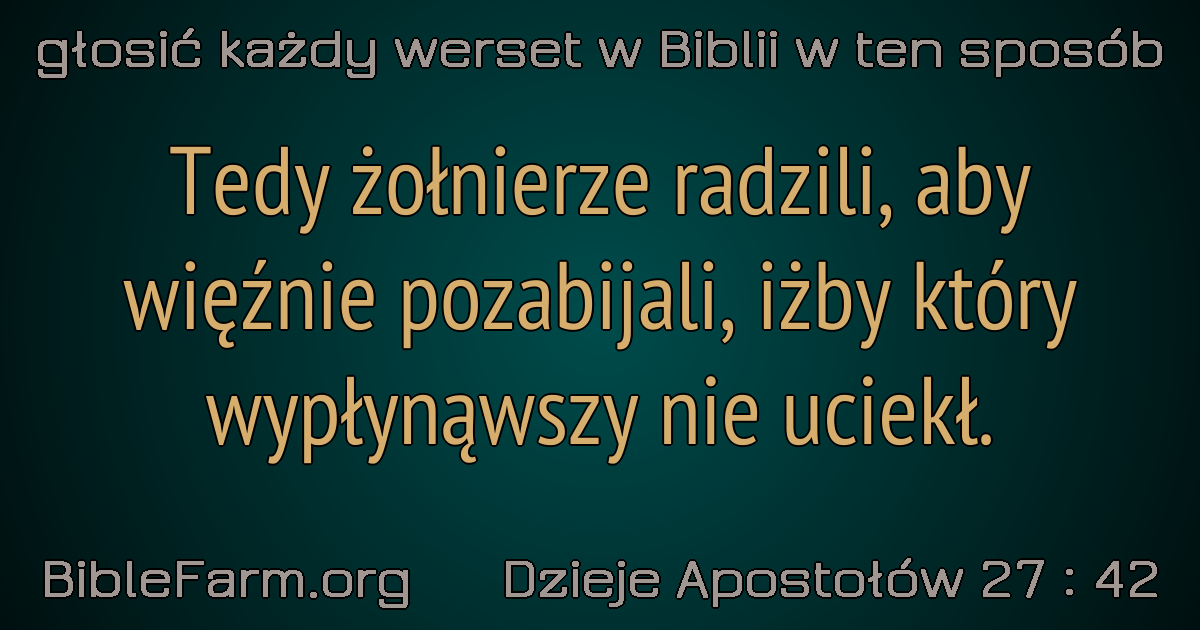 głosić każdy werset w Biblii w ten sposób
Tedy żołnierze radzili, aby
więźnie pozabijali, iżby który
wypłynąwszy nie uciekł.
BibleFarm.org Dzieje Apostołów 27 : 42